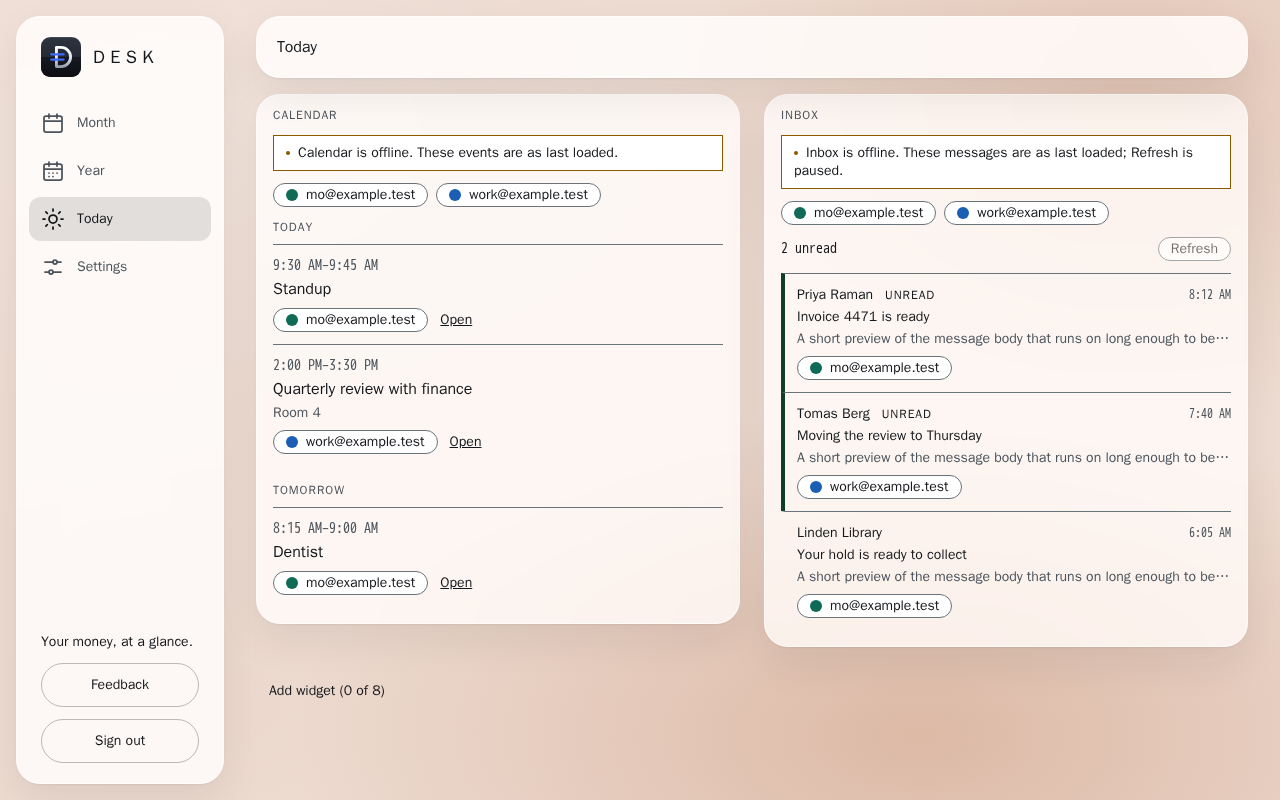 DESK
Month
Year
Today
Settings
Your money, at a glance.
Feedback
Sign out
Today
CALENDAR
• Calendar is offline. These events are as last loaded.
mo@example.test work@example.test
TODAY
9:30 AM–9:45 AM
Standup
mo@example.test Open
2:00 PM–3:30 PM
Quarterly review with finance
Room 4
work@example.test Open
TOMORROW
8:15 AM–9:00 AM
Dentist
mo@example.test Open
Add widget (0 of 8)
INBOX
• Inbox is offline. These messages are as last loaded; Refresh is
paused.
mo@example.test work@example.test
2 unread Refresh
Priya Raman UNREAD 8:12 AM
Invoice 4471 is ready
A short preview of the message body that runs on long enough to be…
mo@example.test
Tomas Berg UNREAD 7:40 AM
Moving the review to Thursday
A short preview of the message body that runs on long enough to be…
work@example.test
Linden Library 6:05 AM
Your hold is ready to collect
A short preview of the message body that runs on long enough to be…
mo@example.test